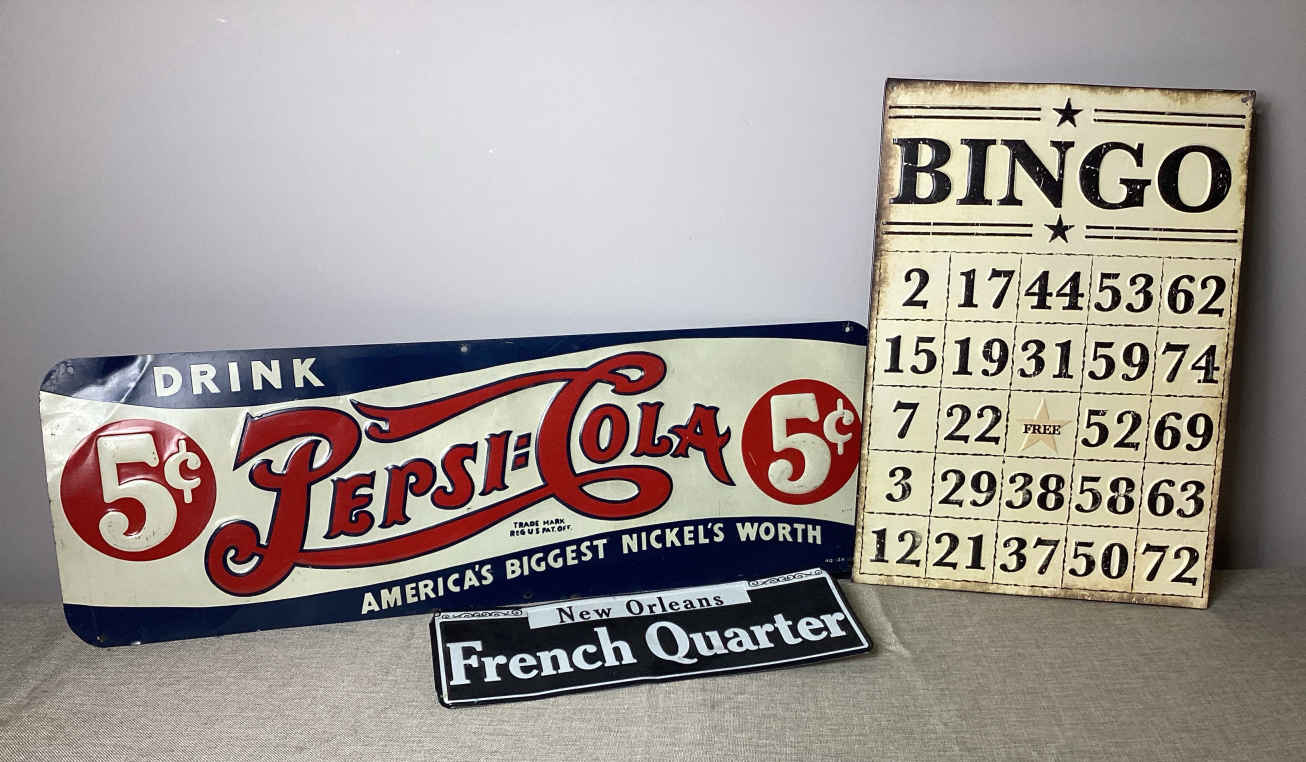 DRINK
5¢ PEPSI=COLA 5¢
TRADE MARK
REG U S PAT. OFF.
AMERICA'S BIGGEST NICKEL'S WORTH
New Orleans
French Quarter
BINGO
2 17 44 53 62
15 19 31 59 74
7 22 FREE 52 69
3 29 38 58 63
12 21 37 50 72